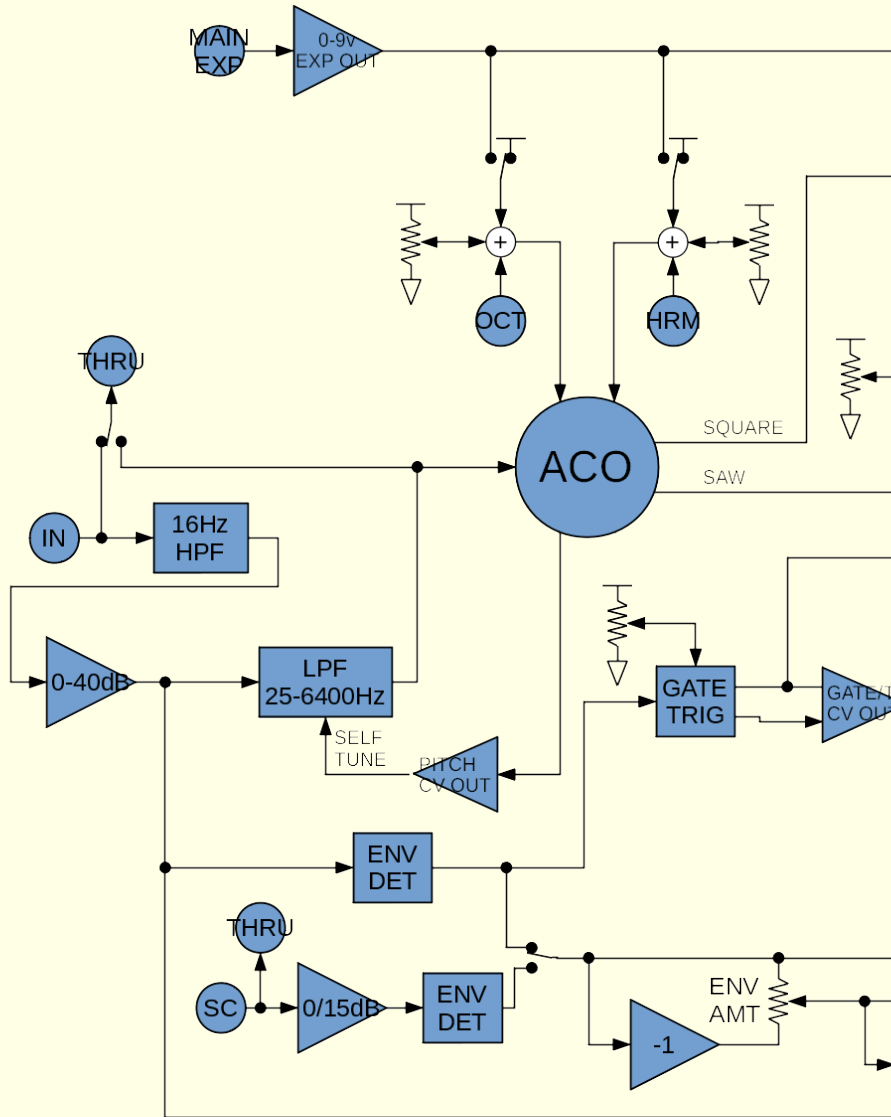 MAIN
EXP
0-9v
EXP OUT
OCT
HRM
THRU
ACO
SQUARE
SAW
IN
16Hz
HPF
0-40dB
LPF
25-6400Hz
SELF
TUNE
PITCH
CV OUT
GATE
TRIG
GATE/T
CV OUT
ENV
DET
THRU
SC
0/15dB
ENV
DET
-1
ENV
AMT
+
+